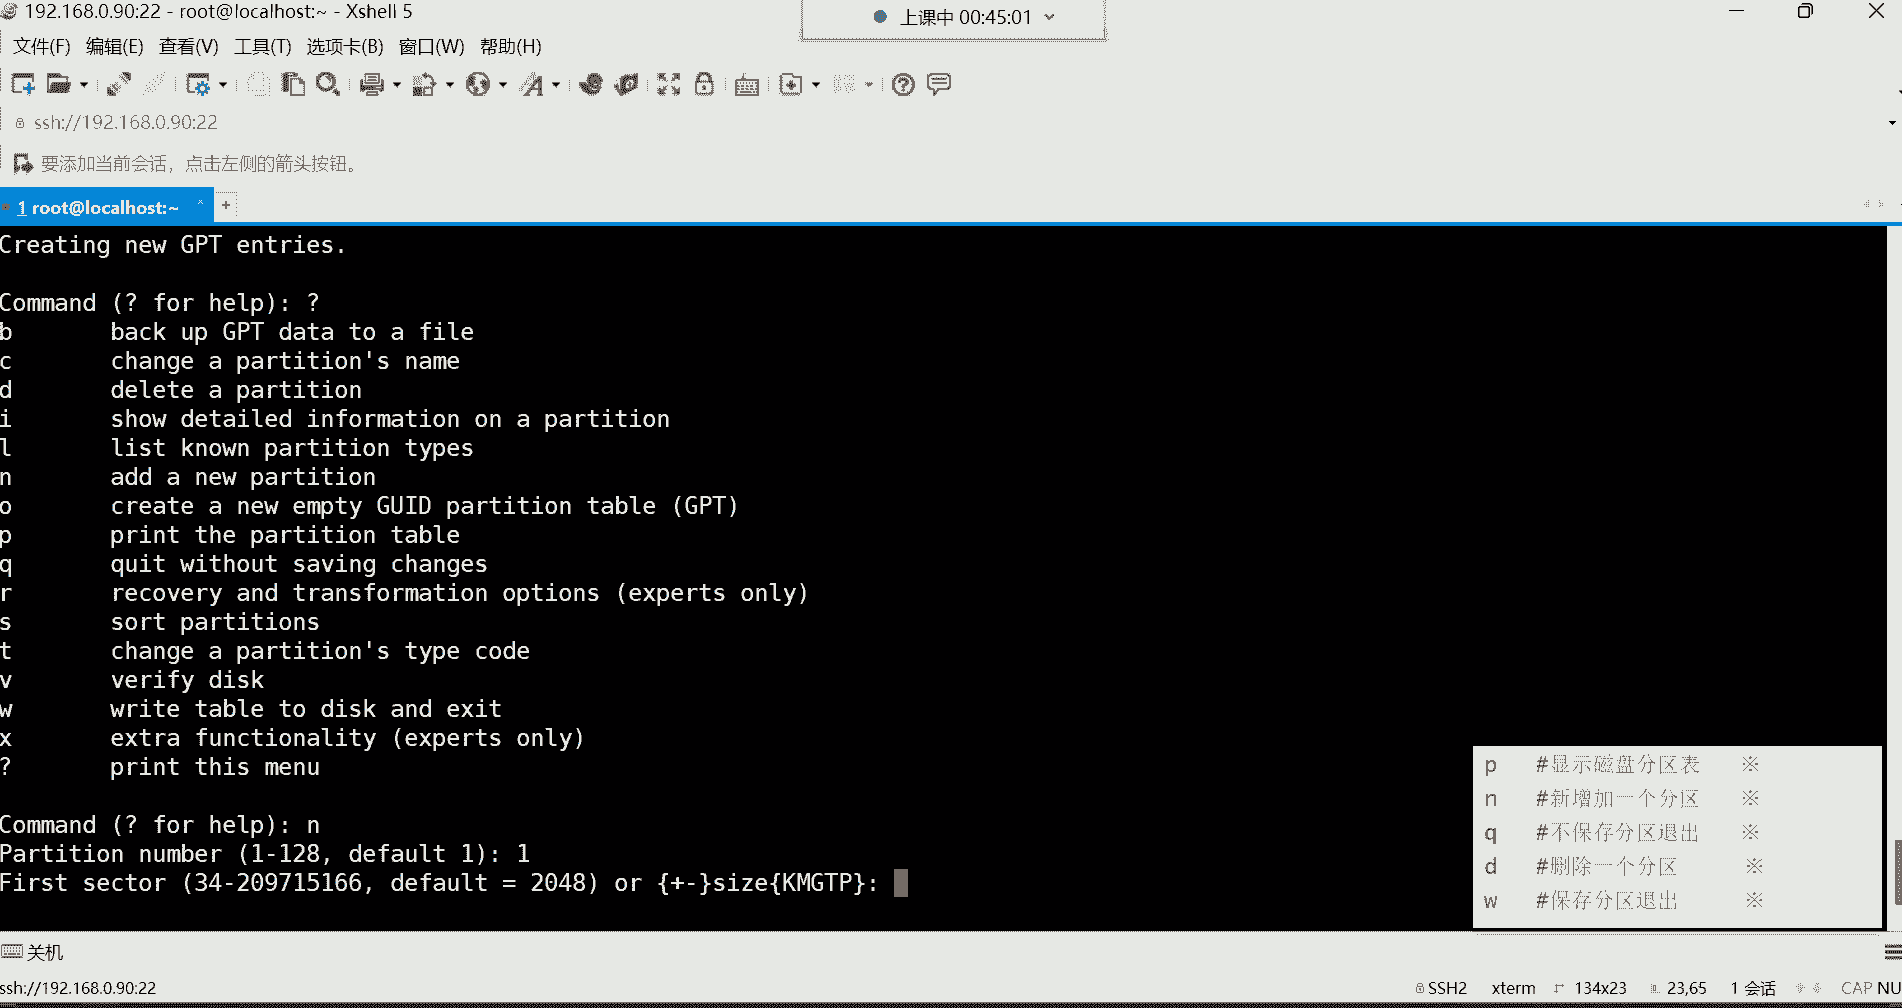 192.168.0.90:22 - root@localhost:~ - Xshell 5
上课中 00:45:01
文件(F) 编辑(E) 查看(V) 工具(T) 选项卡(B) 窗口(W) 帮助(H)
ssh://192.168.0.90:22
要添加当前会话，点击左侧的箭头按钮。
1 root@localhost:~ × +
Creating new GPT entries.
Command (? for help): ?
b back up GPT data to a file
c change a partition's name
d delete a partition
i show detailed information on a partition
l list known partition types
n add a new partition
o create a new empty GUID partition table (GPT)
p print the partition table
q quit without saving changes
r recovery and transformation options (experts only)
s sort partitions
t change a partition's type code
v verify disk
w write table to disk and exit
x extra functionality (experts only)
? print this menu
Command (? for help): n
Partition number (1-128, default 1): 1
First sector (34-209715166, default = 2048) or {+-}size{KMGTP}:
p #显示磁盘分区表 ※
n #新增加一个分区 ※
q #不保存分区退出 ※
d #删除一个分区 ※
w #保存分区退出 ※
关机
ssh://192.168.0.90:22 SSH2 xterm 134x23 23,65 1 会话 CAP NU